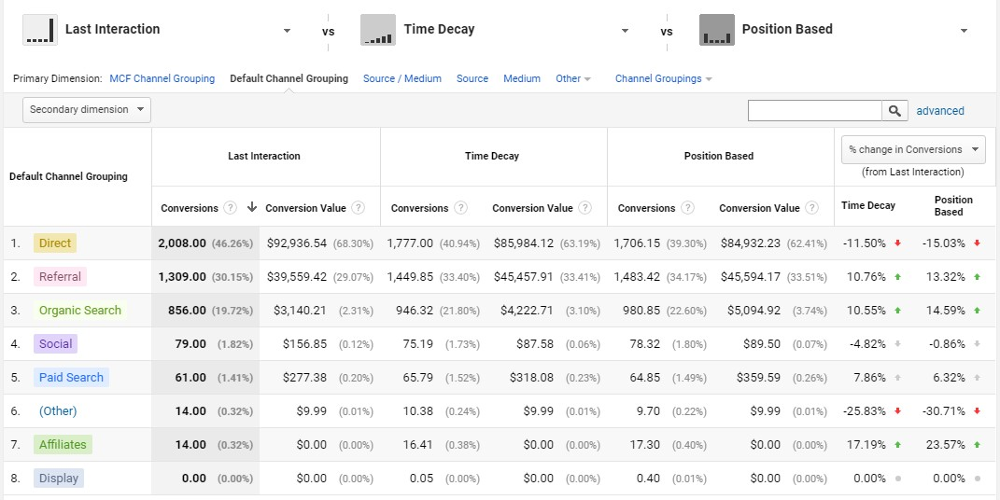 Last Interaction vs Time Decay vs Position Based
Primary Dimension: MCF Channel Grouping Default Channel Grouping Source / Medium Source Medium Other Channel Groupings
Secondary dimension advanced
Default Channel Grouping Last Interaction Time Decay Position Based % change in Conversions
(from Last Interaction)
Conversions ? Conversion Value ? Conversions ? Conversion Value ? Conversions ? Conversion Value ? Time Decay Position Based
1. Direct 2,008.00 (46.26%) $92,936.54 (68.30%) 1,777.00 (40.94%) $85,984.12 (63.19%) 1,706.15 (39.30%) $84,932.23 (62.41%) -11.50% -15.03%
2. Referral 1,309.00 (30.15%) $39,559.42 (29.07%) 1,449.85 (33.40%) $45,457.91 (33.41%) 1,483.42 (34.17%) $45,594.17 (33.51%) 10.76% 13.32%
3. Organic Search 856.00 (19.72%) $3,140.21 (2.31%) 946.32 (21.80%) $4,222.71 (3.10%) 980.85 (22.60%) $5,094.92 (3.74%) 10.55% 14.59%
4. Social 79.00 (1.82%) $156.85 (0.12%) 75.19 (1.73%) $87.58 (0.06%) 78.32 (1.80%) $89.50 (0.07%) -4.82% -0.86%
5. Paid Search 61.00 (1.41%) $277.38 (0.20%) 65.79 (1.52%) $318.08 (0.23%) 64.85 (1.49%) $359.59 (0.26%) 7.86% 6.32%
6. (Other) 14.00 (0.32%) $9.99 (0.01%) 10.38 (0.24%) $9.99 (0.01%) 9.70 (0.22%) $9.99 (0.01%) -25.83% -30.71%
7. Affiliates 14.00 (0.32%) $0.00 (0.00%) 16.41 (0.38%) $0.00 (0.00%) 17.30 (0.40%) $0.00 (0.00%) 17.19% 23.57%
8. Display 0.00 (0.00%) $0.00 (0.00%) 0.05 (0.00%) $0.00 (0.00%) 0.40 (0.01%) $0.00 (0.00%) 0.00% 0.00%